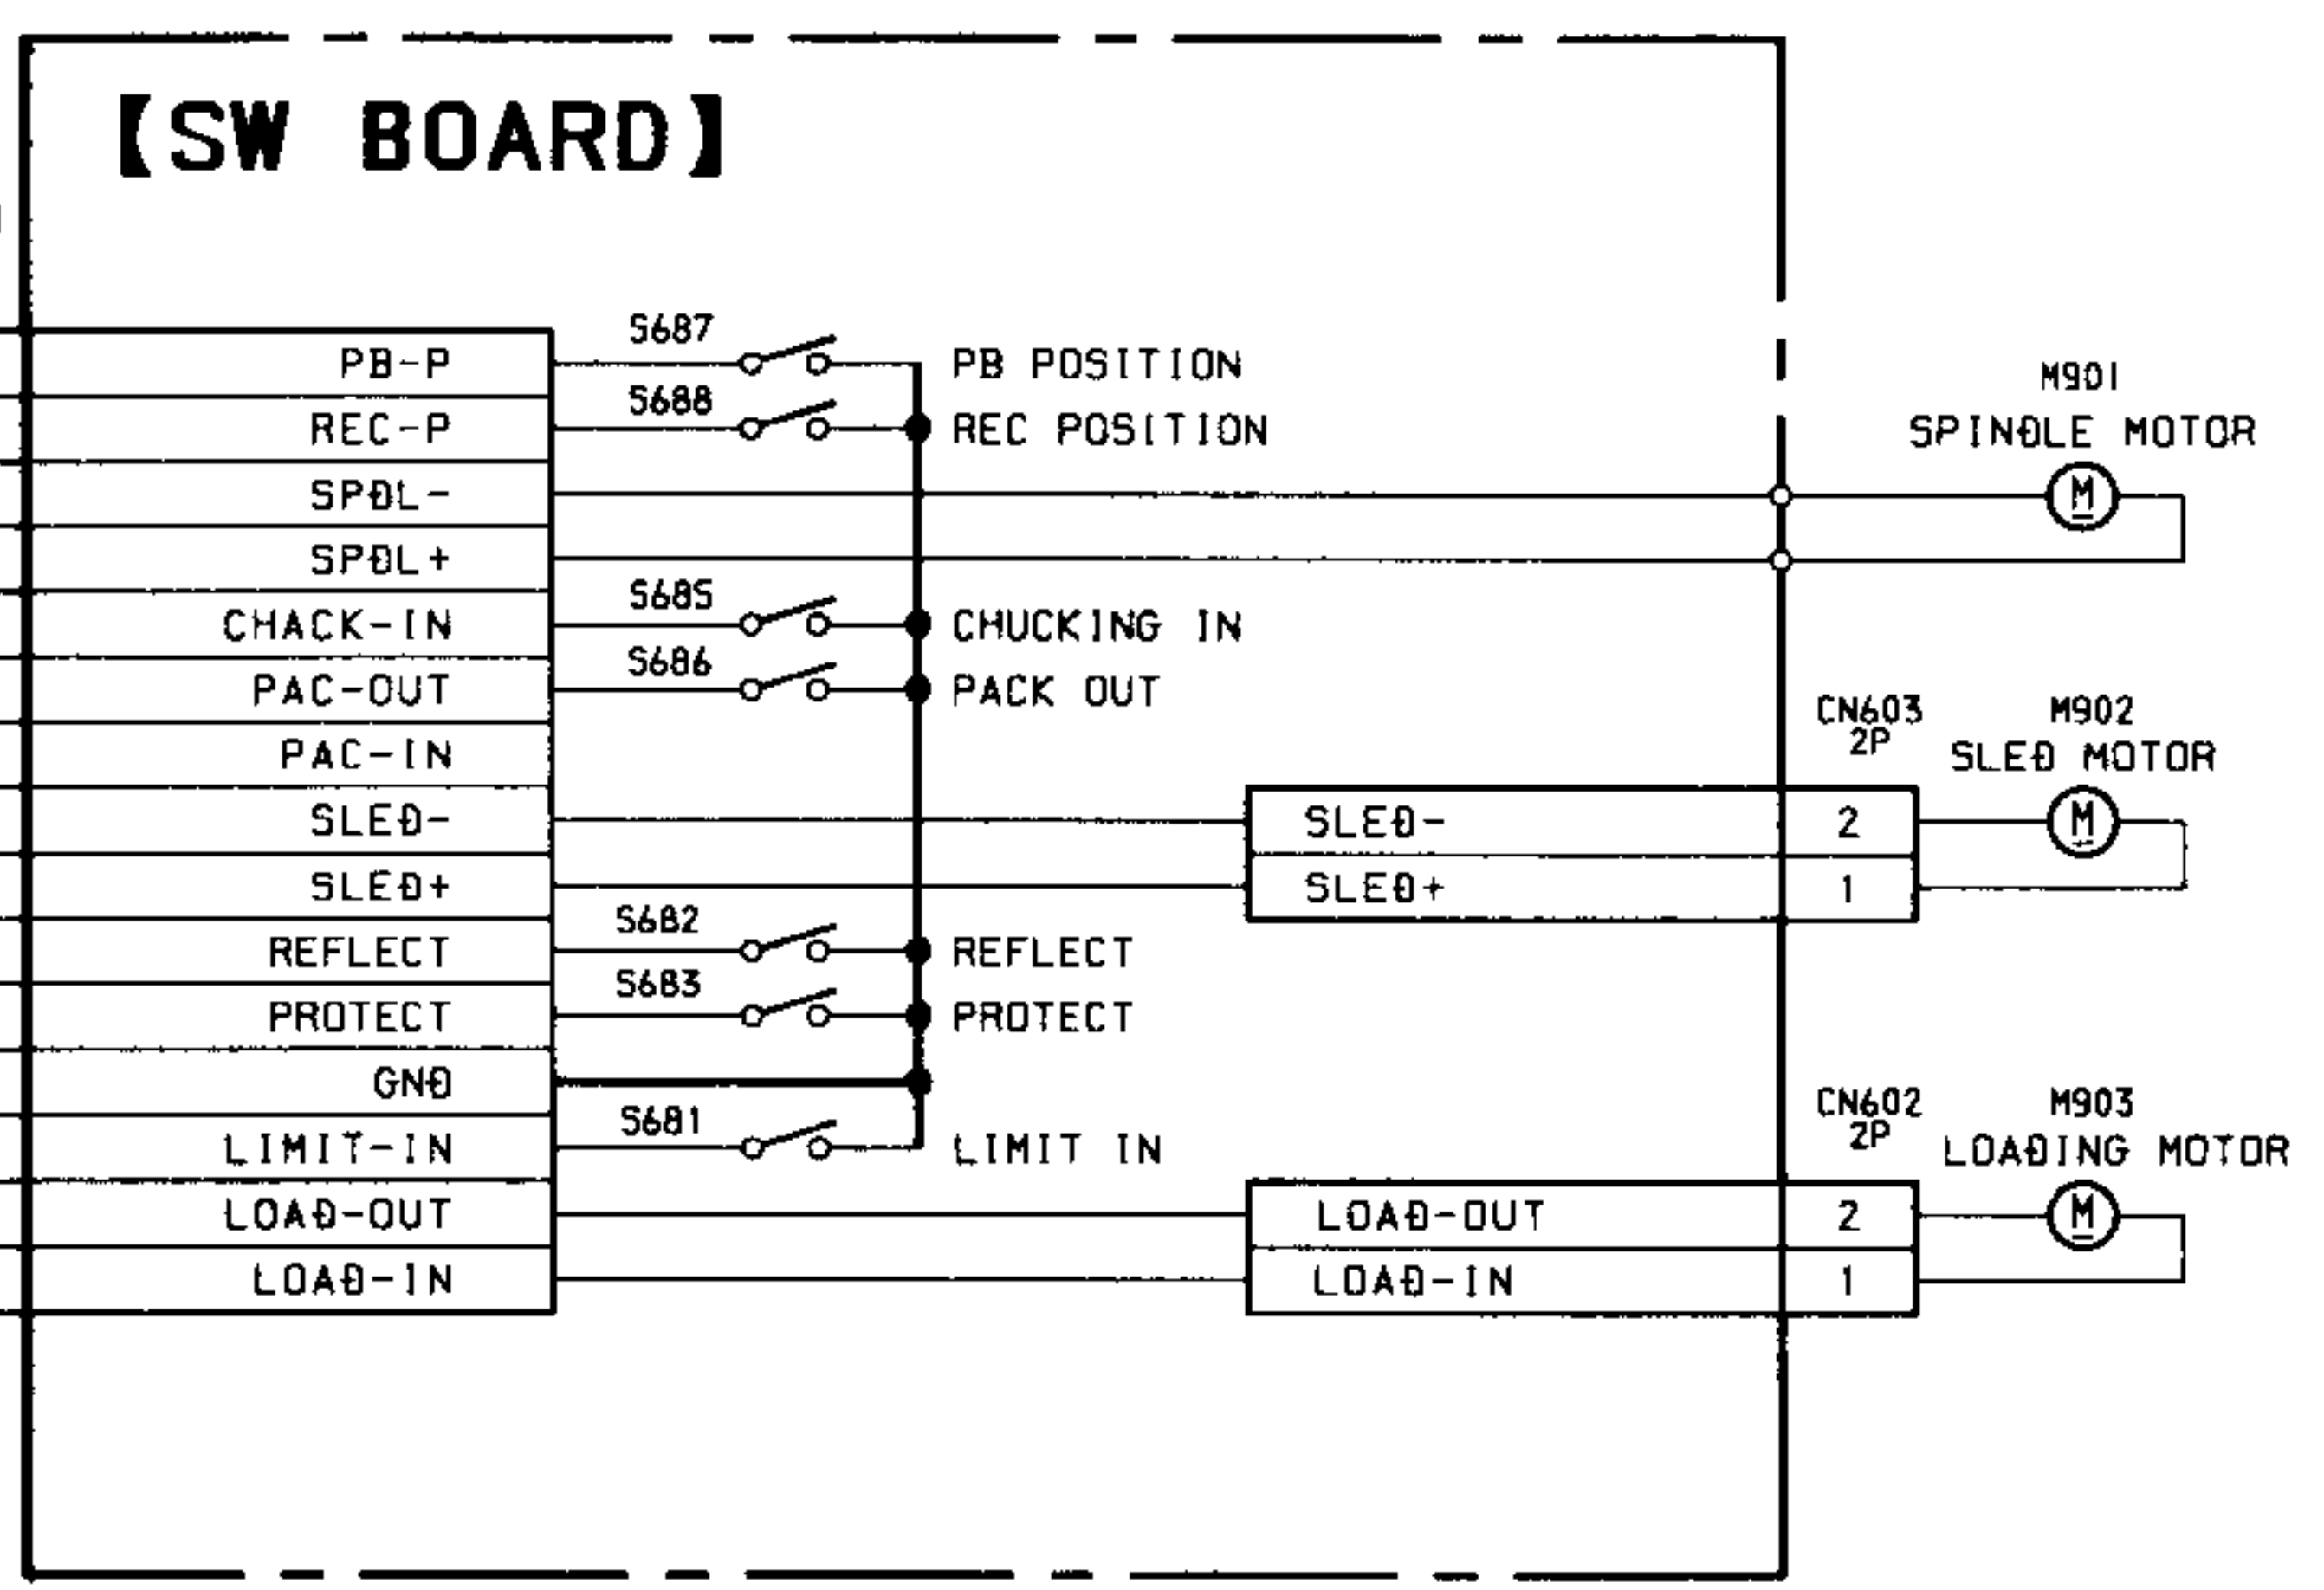 【SW BOARD】
S687
PB-P
PB POSITION
S688
REC-P
REC POSITION
M901
SPINDLE MOTOR
SPDL-
M
SPDL+
S685
CHACK-IN
CHUCKING IN
S686
PAC-OUT
PACK OUT
PAC-IN
CN603
2P
M902
SLED MOTOR
SLED-
SLED-
2
M
SLED+
SLED+
1
S682
REFLECT
REFLECT
S683
PROTECT
PROTECT
GND
S681
LIMIT-IN
LIMIT IN
CN602
2P
M903
LOADING MOTOR
LOAD-OUT
LOAD-OUT
2
M
LOAD-IN
LOAD-IN
1